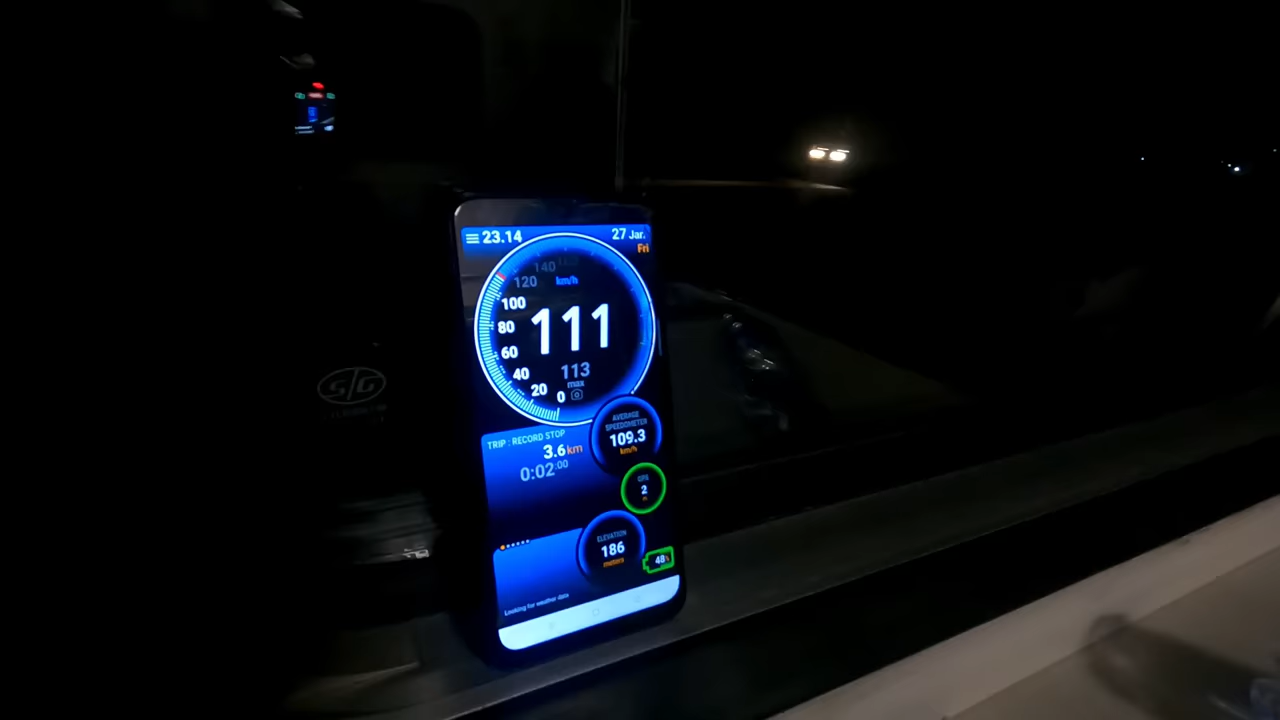 23.14
27 Jan.
Fri
140
120
km/h
100
80
60
40
20
0
111
113
max
AVERAGE
SPEEDOMETER
109.3
km/h
TRIP : RECORD STOP
3.6 km
0:02:00
GPS
2
ELEVATION
186
meters
48%
Looking for weather data
S/G